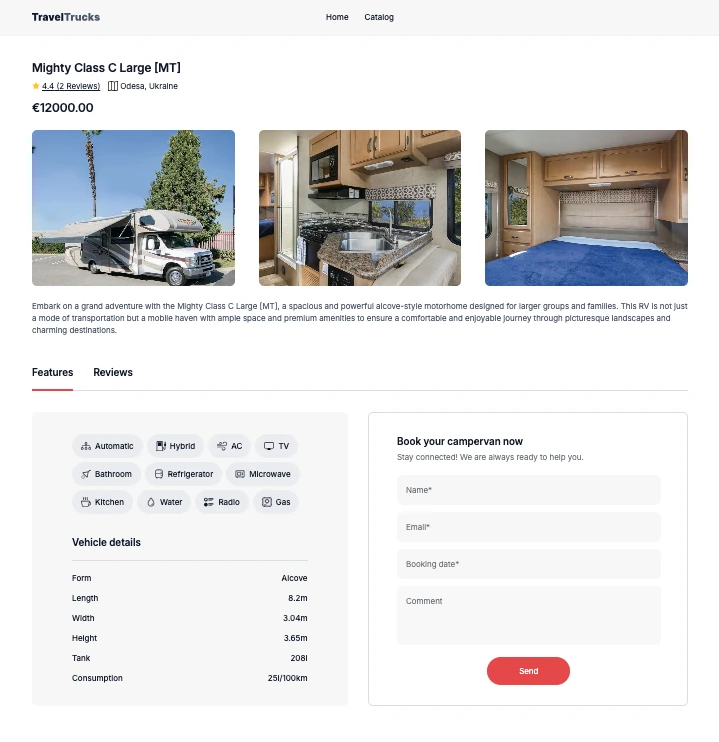 TravelTrucks
Home Catalog
Mighty Class C Large [MT]
4.4 (2 Reviews) Odesa, Ukraine
€12000.00
Embark on a grand adventure with the Mighty Class C Large [MT], a spacious and powerful alcove-style motorhome designed for larger groups and families. This RV is not just
a mode of transportation but a mobile haven with ample space and premium amenities to ensure a comfortable and enjoyable journey through picturesque landscapes and
charming destinations.
Features Reviews
Automatic Hybrid AC TV
Bathroom Refrigerator Microwave
Kitchen Water Radio Gas
Vehicle details
Form Alcove
Length 8.2m
Width 3.04m
Height 3.65m
Tank 208l
Consumption 25l/100km
Book your campervan now
Stay connected! We are always ready to help you.
Name*
Email*
Booking date*
Comment
Send